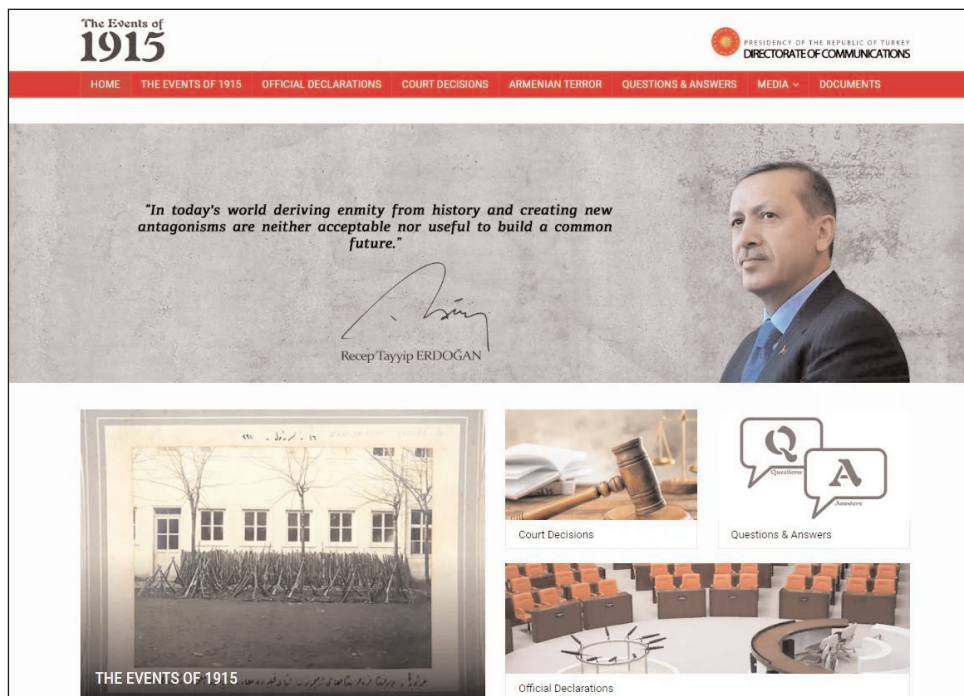 The Events of
1915
PRESIDENCY OF THE REPUBLIC OF TURKEY
DIRECTORATE OF COMMUNICATIONS
HOME THE EVENTS OF 1915 OFFICIAL DECLARATIONS COURT DECISIONS ARMENIAN TERROR QUESTIONS & ANSWERS MEDIA DOCUMENTS
"In today's world deriving enmity from history and creating new
antagonisms are neither acceptable nor useful to build a common
future."
Recep Tayyip ERDOĞAN
THE EVENTS OF 1915
Court Decisions
Q
Questions
A
Answers
Questions & Answers
Official Declarations